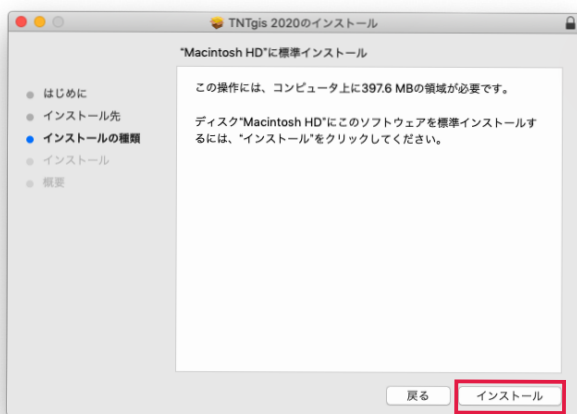 TNTgis 2020のインストール
"Macintosh HD"に標準インストール
はじめに
インストール先
インストールの種類
インストール
概要
この操作には、コンピュータ上に397.6 MBの領域が必要です。
ディスク"Macintosh HD"にこのソフトウェアを標準インストールす
るには、"インストール"をクリックしてください。
戻る
インストール